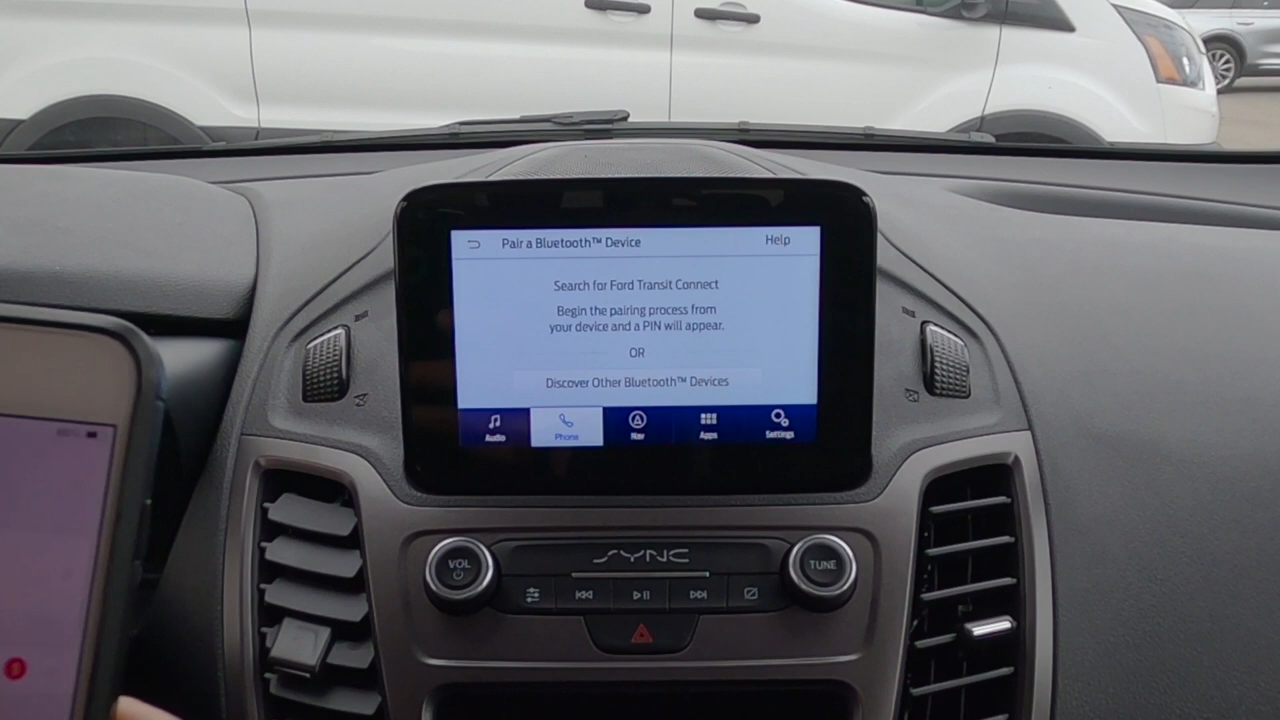 Pair a Bluetooth™ Device
Help
Search for Ford Transit Connect
Begin the pairing process from
your device and a PIN will appear.
OR
Discover Other Bluetooth™ Devices
Audio
Phone
Nav
Apps
Settings
VOL
SYNC
TUNE